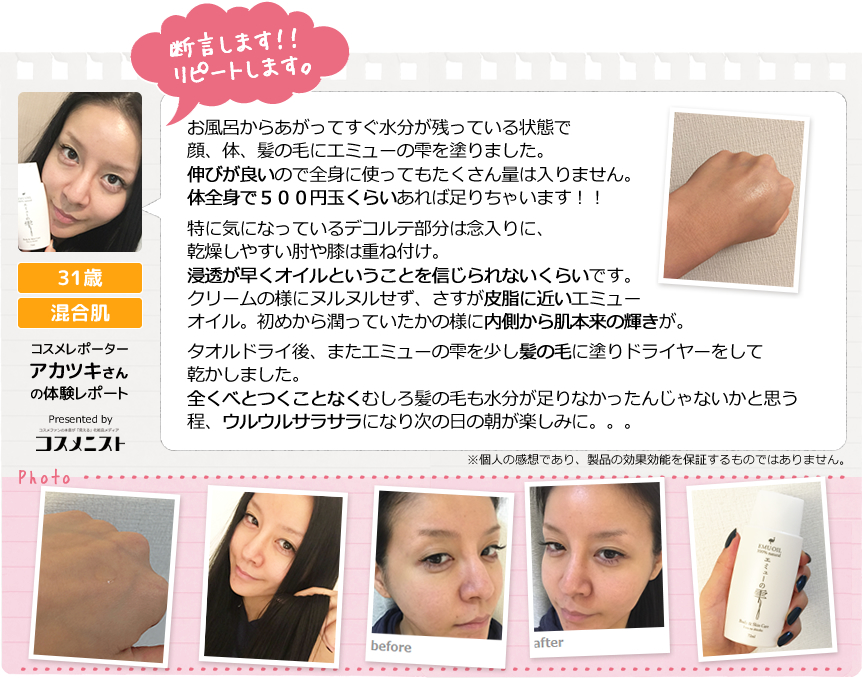 断言します!!
リピートします。
お風呂からあがってすぐ水分が残っている状態で
顔、体、髪の毛にエミューの雫を塗りました。
伸びが良いので全身に使ってもたくさん量は入りません。
体全身で５００円玉くらいあれば足りちゃいます！！
特に気になっているデコルテ部分は念入りに、
乾燥しやすい肘や膝は重ね付け。
浸透が早くオイルということを信じられないくらいです。
クリームの様にヌルヌルせず、さすが皮脂に近いエミュー
オイル。初めから潤っていたかの様に内側から肌本来の輝きが。
タオルドライ後、またエミューの雫を少し髪の毛に塗りドライヤーをして
乾かしました。
全くべとつくことなくむしろ髪の毛も水分が足りなかったんじゃないかと思う
程、ウルウルサラサラになり次の日の朝が楽しみに。。。
31歳
混合肌
コスメレポーター
アカツキさん
の体験レポート
Presented by
コスメニスト
※個人の感想であり、製品の効果効能を保証するものではありません。
Photo
before
after
EMU OIL
100% natural
エミューの雫